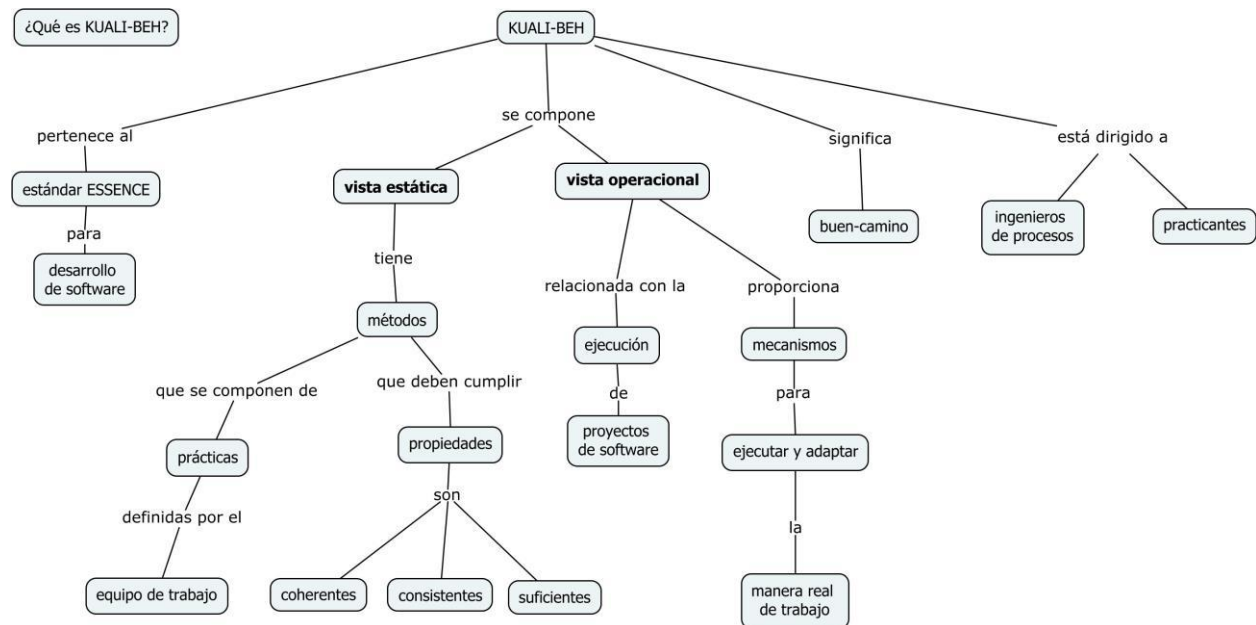 ¿Qué es KUALI-BEH?
KUALI-BEH
pertenece al
se compone
significa
está dirigido a
estándar ESSENCE
vista estática
vista operacional
buen-camino
ingenieros
de procesos
practicantes
para
desarrollo
de software
tiene
métodos
relacionada con la
proporciona
ejecución
mecanismos
que se componen de
que deben cumplir
de
para
prácticas
propiedades
proyectos
de software
ejecutar y adaptar
definidas por el
son
la
equipo de trabajo
coherentes
consistentes
suficientes
manera real
de trabajo